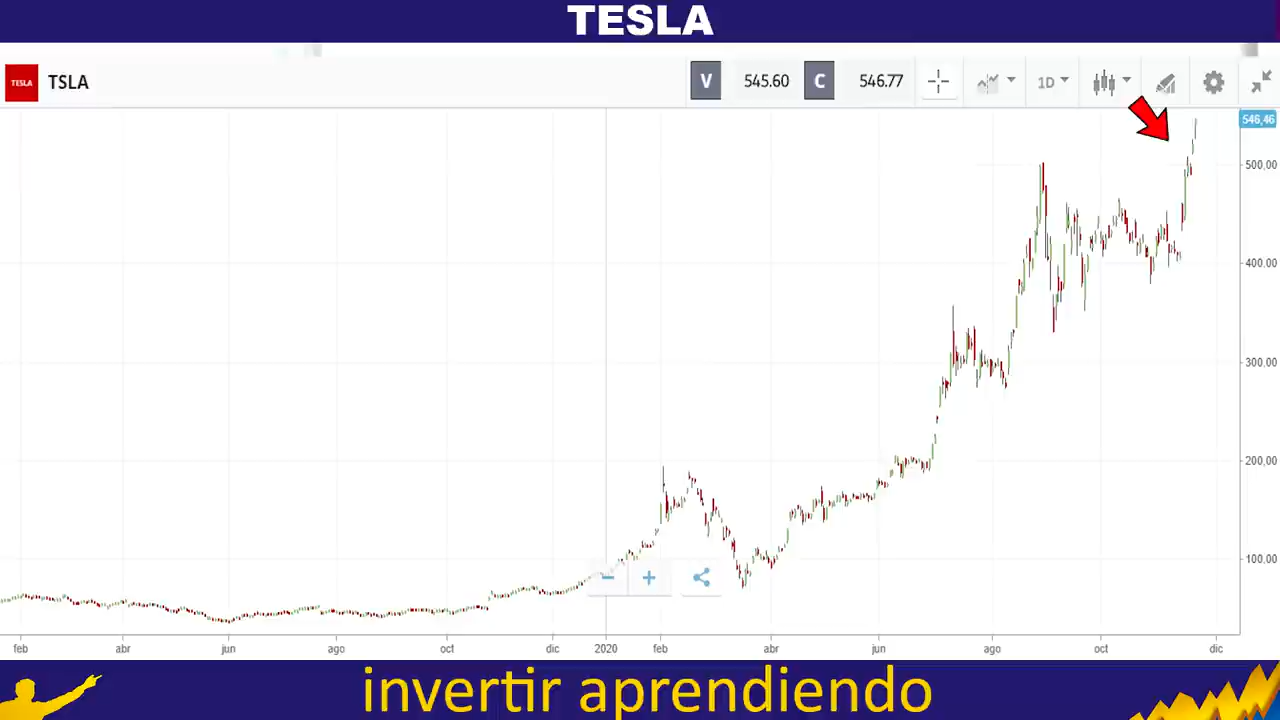 TESLA
TESLA TSLA V 545.60 C 546.77 1D
546,46
500,00
400,00
300,00
200,00
100,00
feb abr jun ago oct dic 2020 feb abr jun ago oct dic
invertir aprendiendo